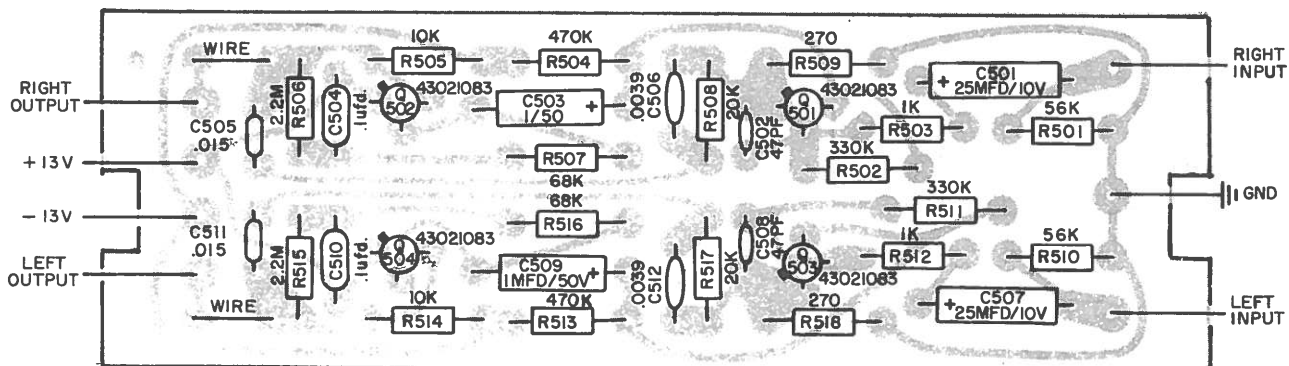 WIRE
10K
R505
470K
R504
270
R509
C501
25MFD/10V
RIGHT
INPUT
RIGHT
OUTPUT
2.2M
R506
C504
.1ufd.
Q
502
43021083
C503
1/50
+
.0039
C506
R508
20K
C502
47PF
Q
501
43021083
1K
R503
+
56K
R501
C505
.015
+13V
R507
68K
330K
R502
GND
-13V
68K
R516
330K
R511
C511
.015
2.2M
R515
C510
.1ufd.
Q
504
43021083
C509
1MFD/50V
+
.0039
C512
R517
20K
C508
47PF
Q
503
43021083
1K
R512
56K
R510
LEFT
OUTPUT
WIRE
10K
R514
470K
R513
270
R518
+
C507
25MFD/10V
LEFT
INPUT